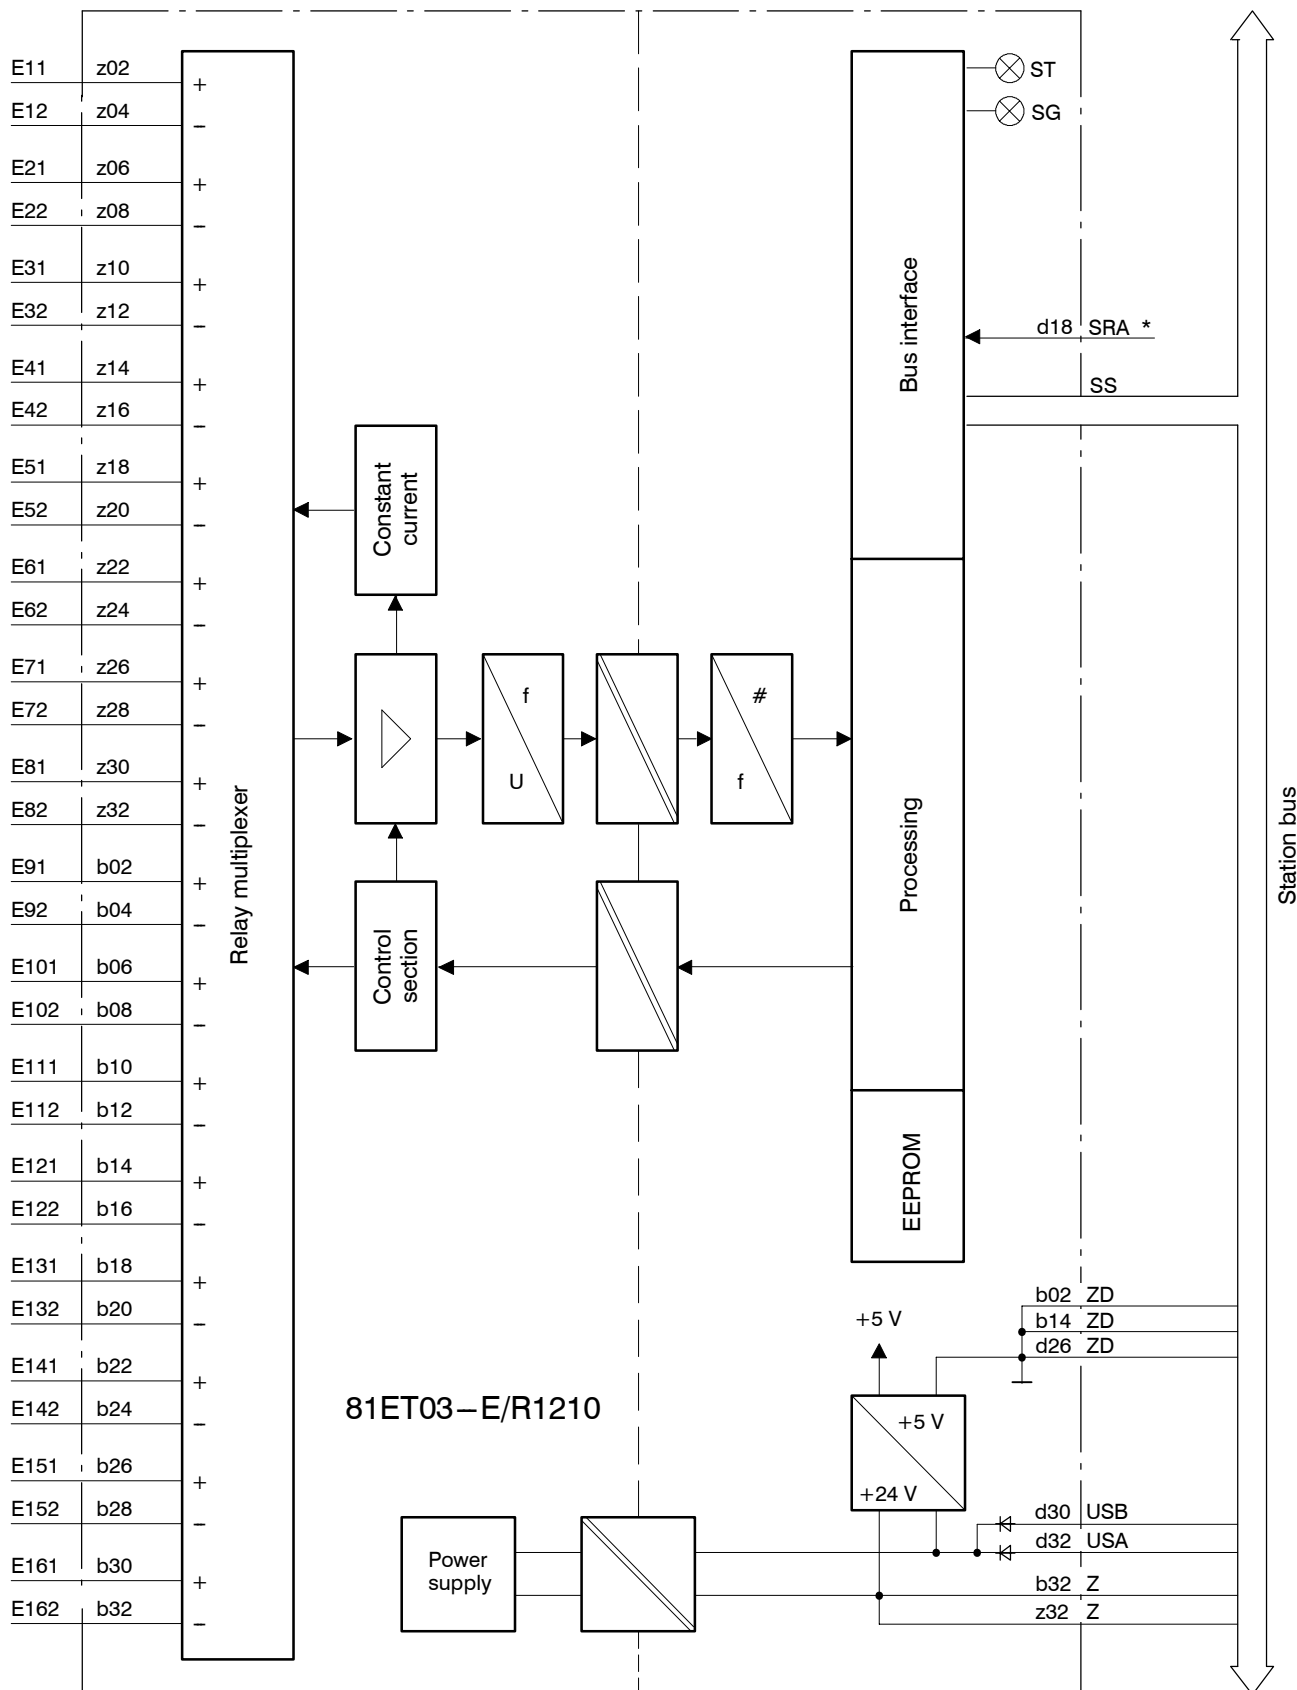 E11 z02
+
E12 z04
−
E21 z06
+
E22 z08
−
E31 z10
+
E32 z12
−
E41 z14
+
E42 z16
−
E51 z18
+
E52 z20
−
E61 z22
+
E62 z24
−
E71 z26
+
E72 z28
−
E81 z30
+
E82 z32
−
E91 b02
+
E92 b04
−
E101 b06
+
E102 b08
−
E111 b10
+
E112 b12
−
E121 b14
+
E122 b16
−
E131 b18
+
E132 b20
−
E141 b22
+
E142 b24
−
E151 b26
+
E152 b28
−
E161 b30
+
E162 b32
−
Relay multiplexer
Constant
current
f
U
#
f
Control
section
81ET03−E/R1210
Power
supply
Bus interface
Processing
EEPROM
ST
SG
d18 SRA *
SS
b02 ZD
b14 ZD
d26 ZD
+5 V
+5 V
+24 V
d30 USB
d32 USA
b32 Z
z32 Z
Station bus